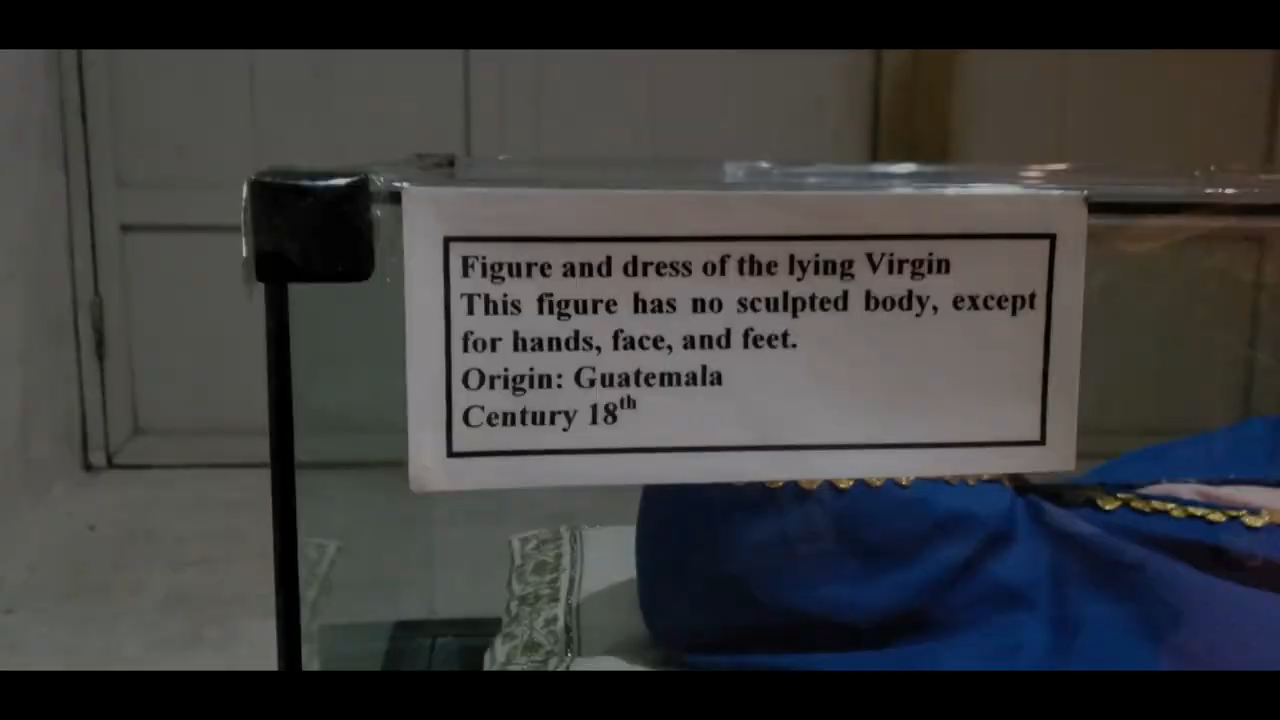 Figure and dress of the lying Virgin
This figure has no sculpted body, except
for hands, face, and feet.
Origin: Guatemala
Century 18th